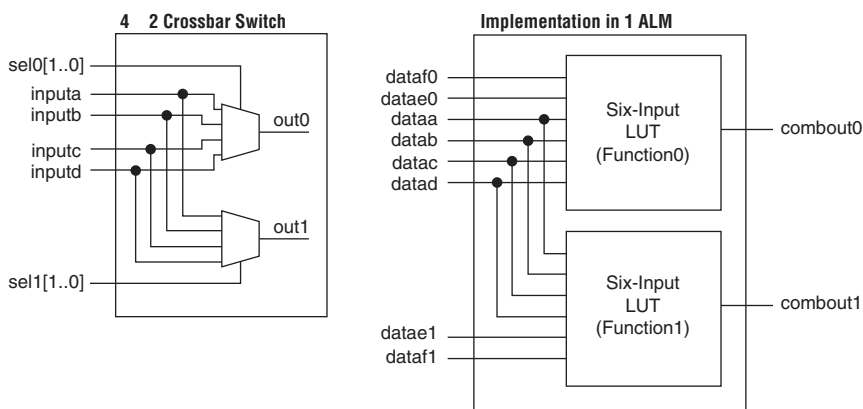 4 2 Crossbar Switch
sel0[1..0]
inputa
inputb
inputc
inputd
out0
out1
sel1[1..0]
Implementation in 1 ALM
dataf0
datae0
dataa
datab
datac
datad
Six-Input
LUT
(Function0)
combout0
Six-Input
LUT
(Function1)
combout1
datae1
dataf1